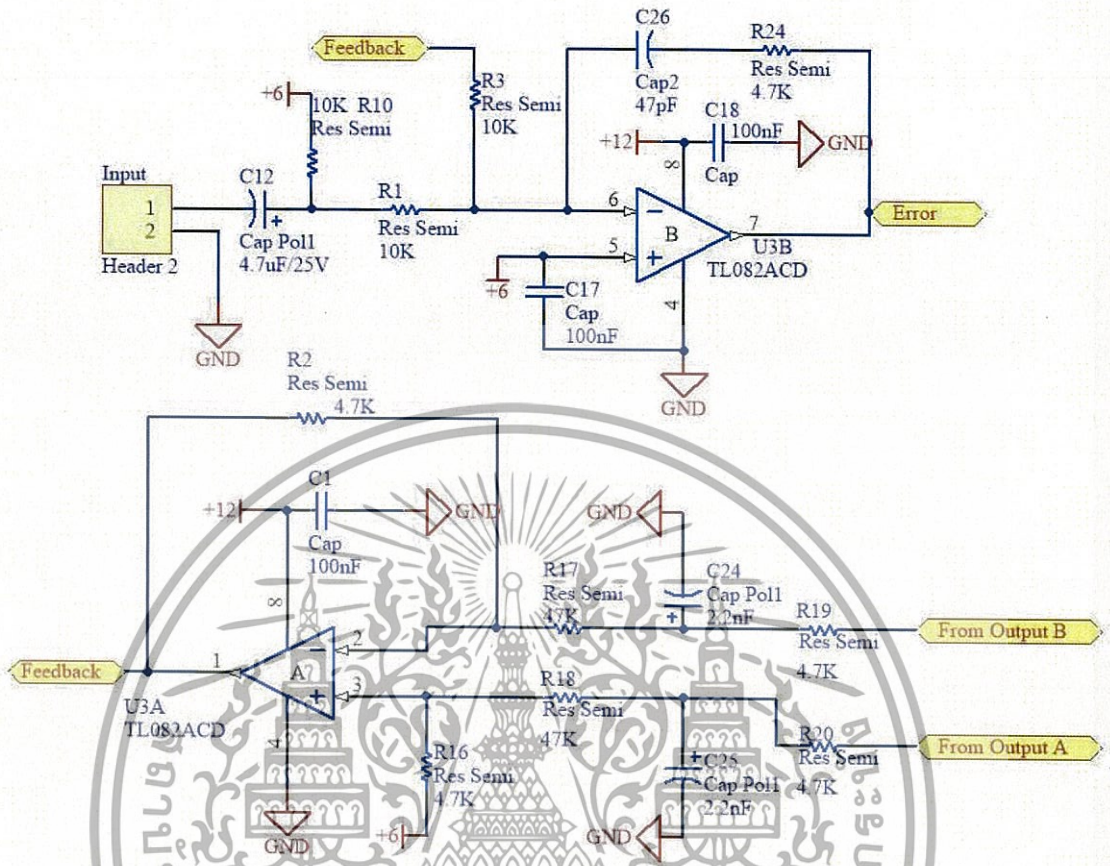 C26
Cap2
47pF
R24
Res Semi
4.7K
Feedback
R3
Res Semi
10K
+6
10K R10
Res Semi
C18
100nF
Cap
+12
GND
8
Input
1
2
Header 2
C12
Cap Pol1
4.7uF/25V
R1
Res Semi
10K
6
B
7
Error
5
U3B
TL082ACD
+6
C17
Cap
100nF
4
GND
GND
R2
Res Semi
4.7K
C1
+12
GND
Cap
100nF
GND
8
R17
Res Semi
47K
C24
Cap Pol1
2.2nF
R19
Res Semi
4.7K
From Output B
2
Feedback
1
A
3
R18
Res Semi
47K
U3A
TL082ACD
4
R16
Res Semi
4.7K
C25
Cap Pol1
2.2nF
R20
Res Semi
4.7K
From Output A
+6
GND
GND